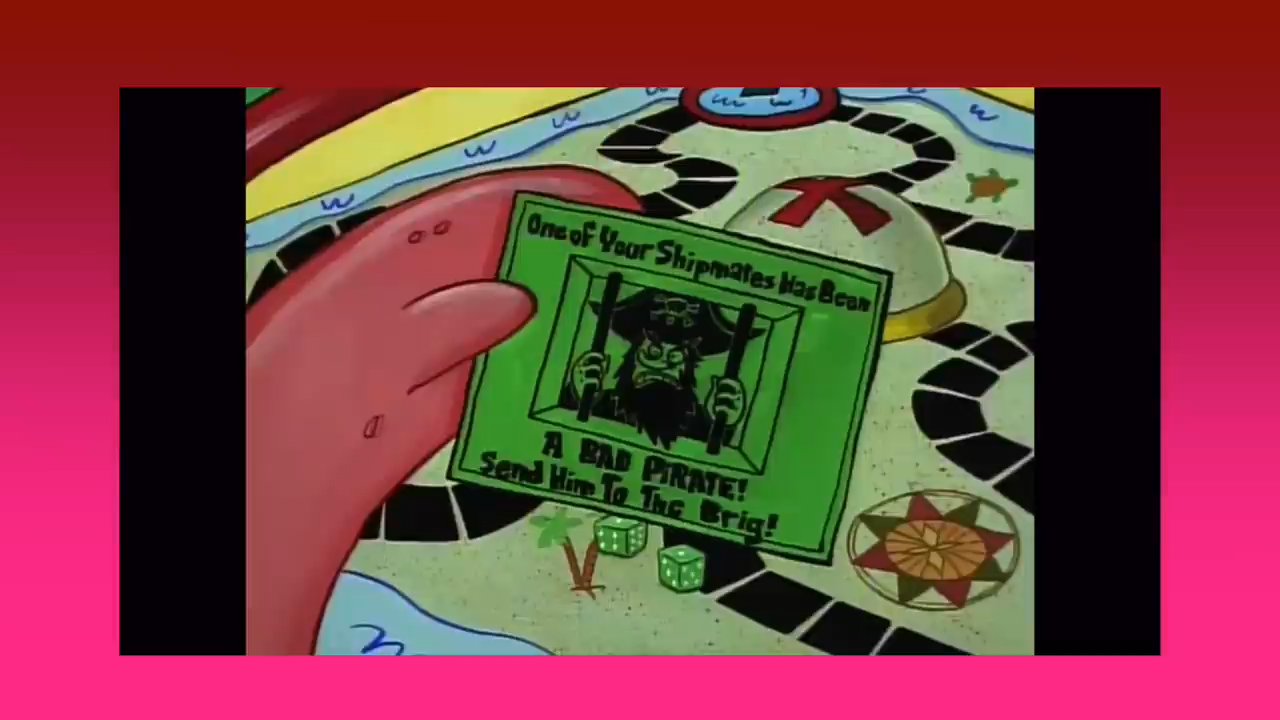 One of Your Shipmates Has Been
A BAD PiRATE!
Send Him To The Brig!